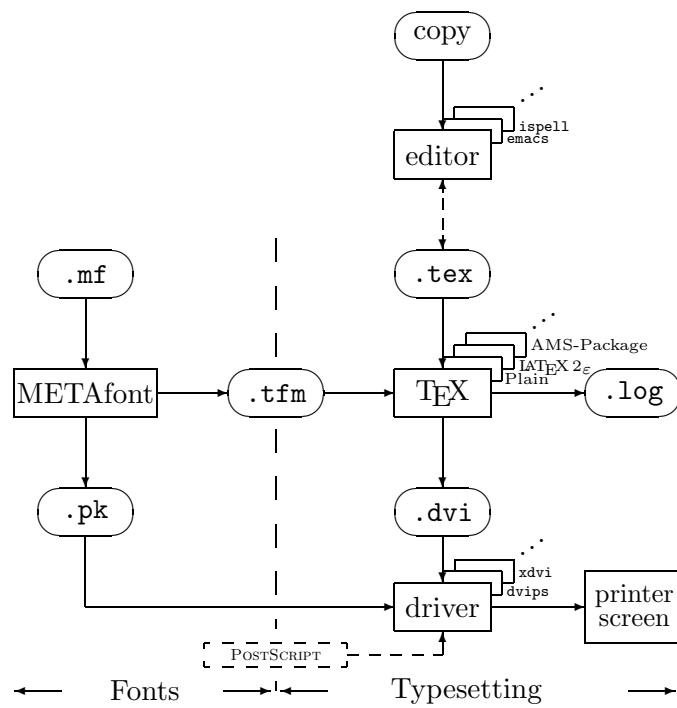 copy
ispell
emacs
editor
.mf
.tex
AMS-Package
LATEX 2ε
Plain
METAfont
.tfm
TEX
.log
.pk
.dvi
xdvi
dvips
driver
printer
screen
POSTSCRIPT
Fonts
Typesetting